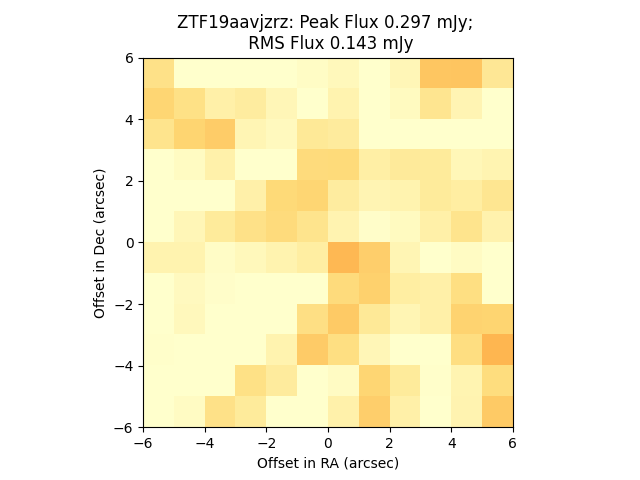 ZTF19aavjzrz: Peak Flux 0.297 mJy;
RMS Flux 0.143 mJy
6
4
2
0
−2
−4
−6
Offset in Dec (arcsec)
−6 −4 −2 0 2 4 6
Offset in RA (arcsec)